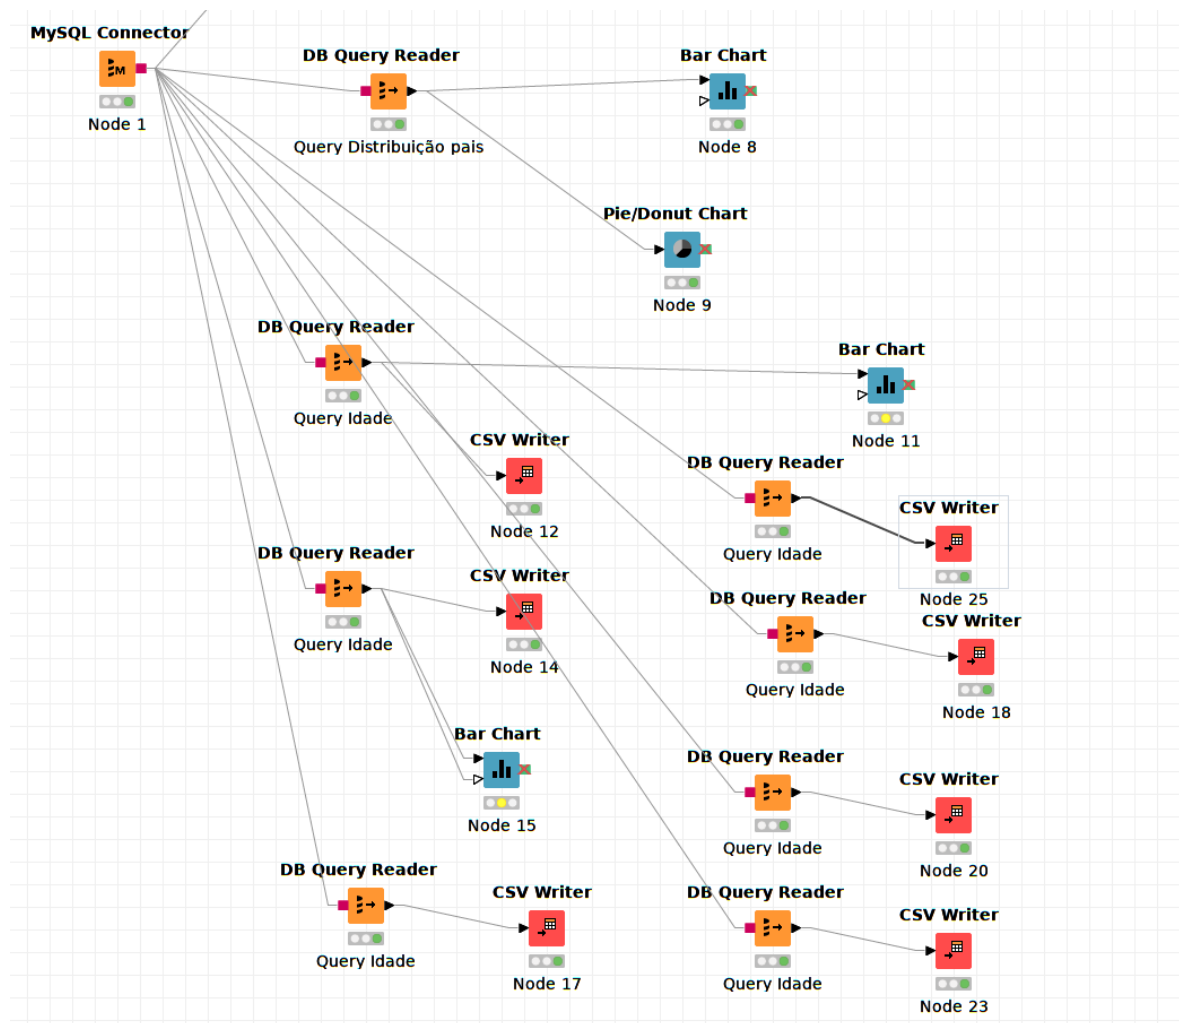 MySQL Connector
M
Node 1
DB Query Reader
Query Distribuição pais
Bar Chart
Node 8
Pie/Donut Chart
Node 9
DB Query Reader
Query Idade
Bar Chart
Node 11
CSV Writer
Node 12
DB Query Reader
Query Idade
CSV Writer
Node 25
DB Query Reader
Query Idade
CSV Writer
Node 14
DB Query Reader
Query Idade
CSV Writer
Node 18
Bar Chart
Node 15
DB Query Reader
Query Idade
CSV Writer
Node 20
DB Query Reader
Query Idade
CSV Writer
Node 17
DB Query Reader
Query Idade
CSV Writer
Node 23